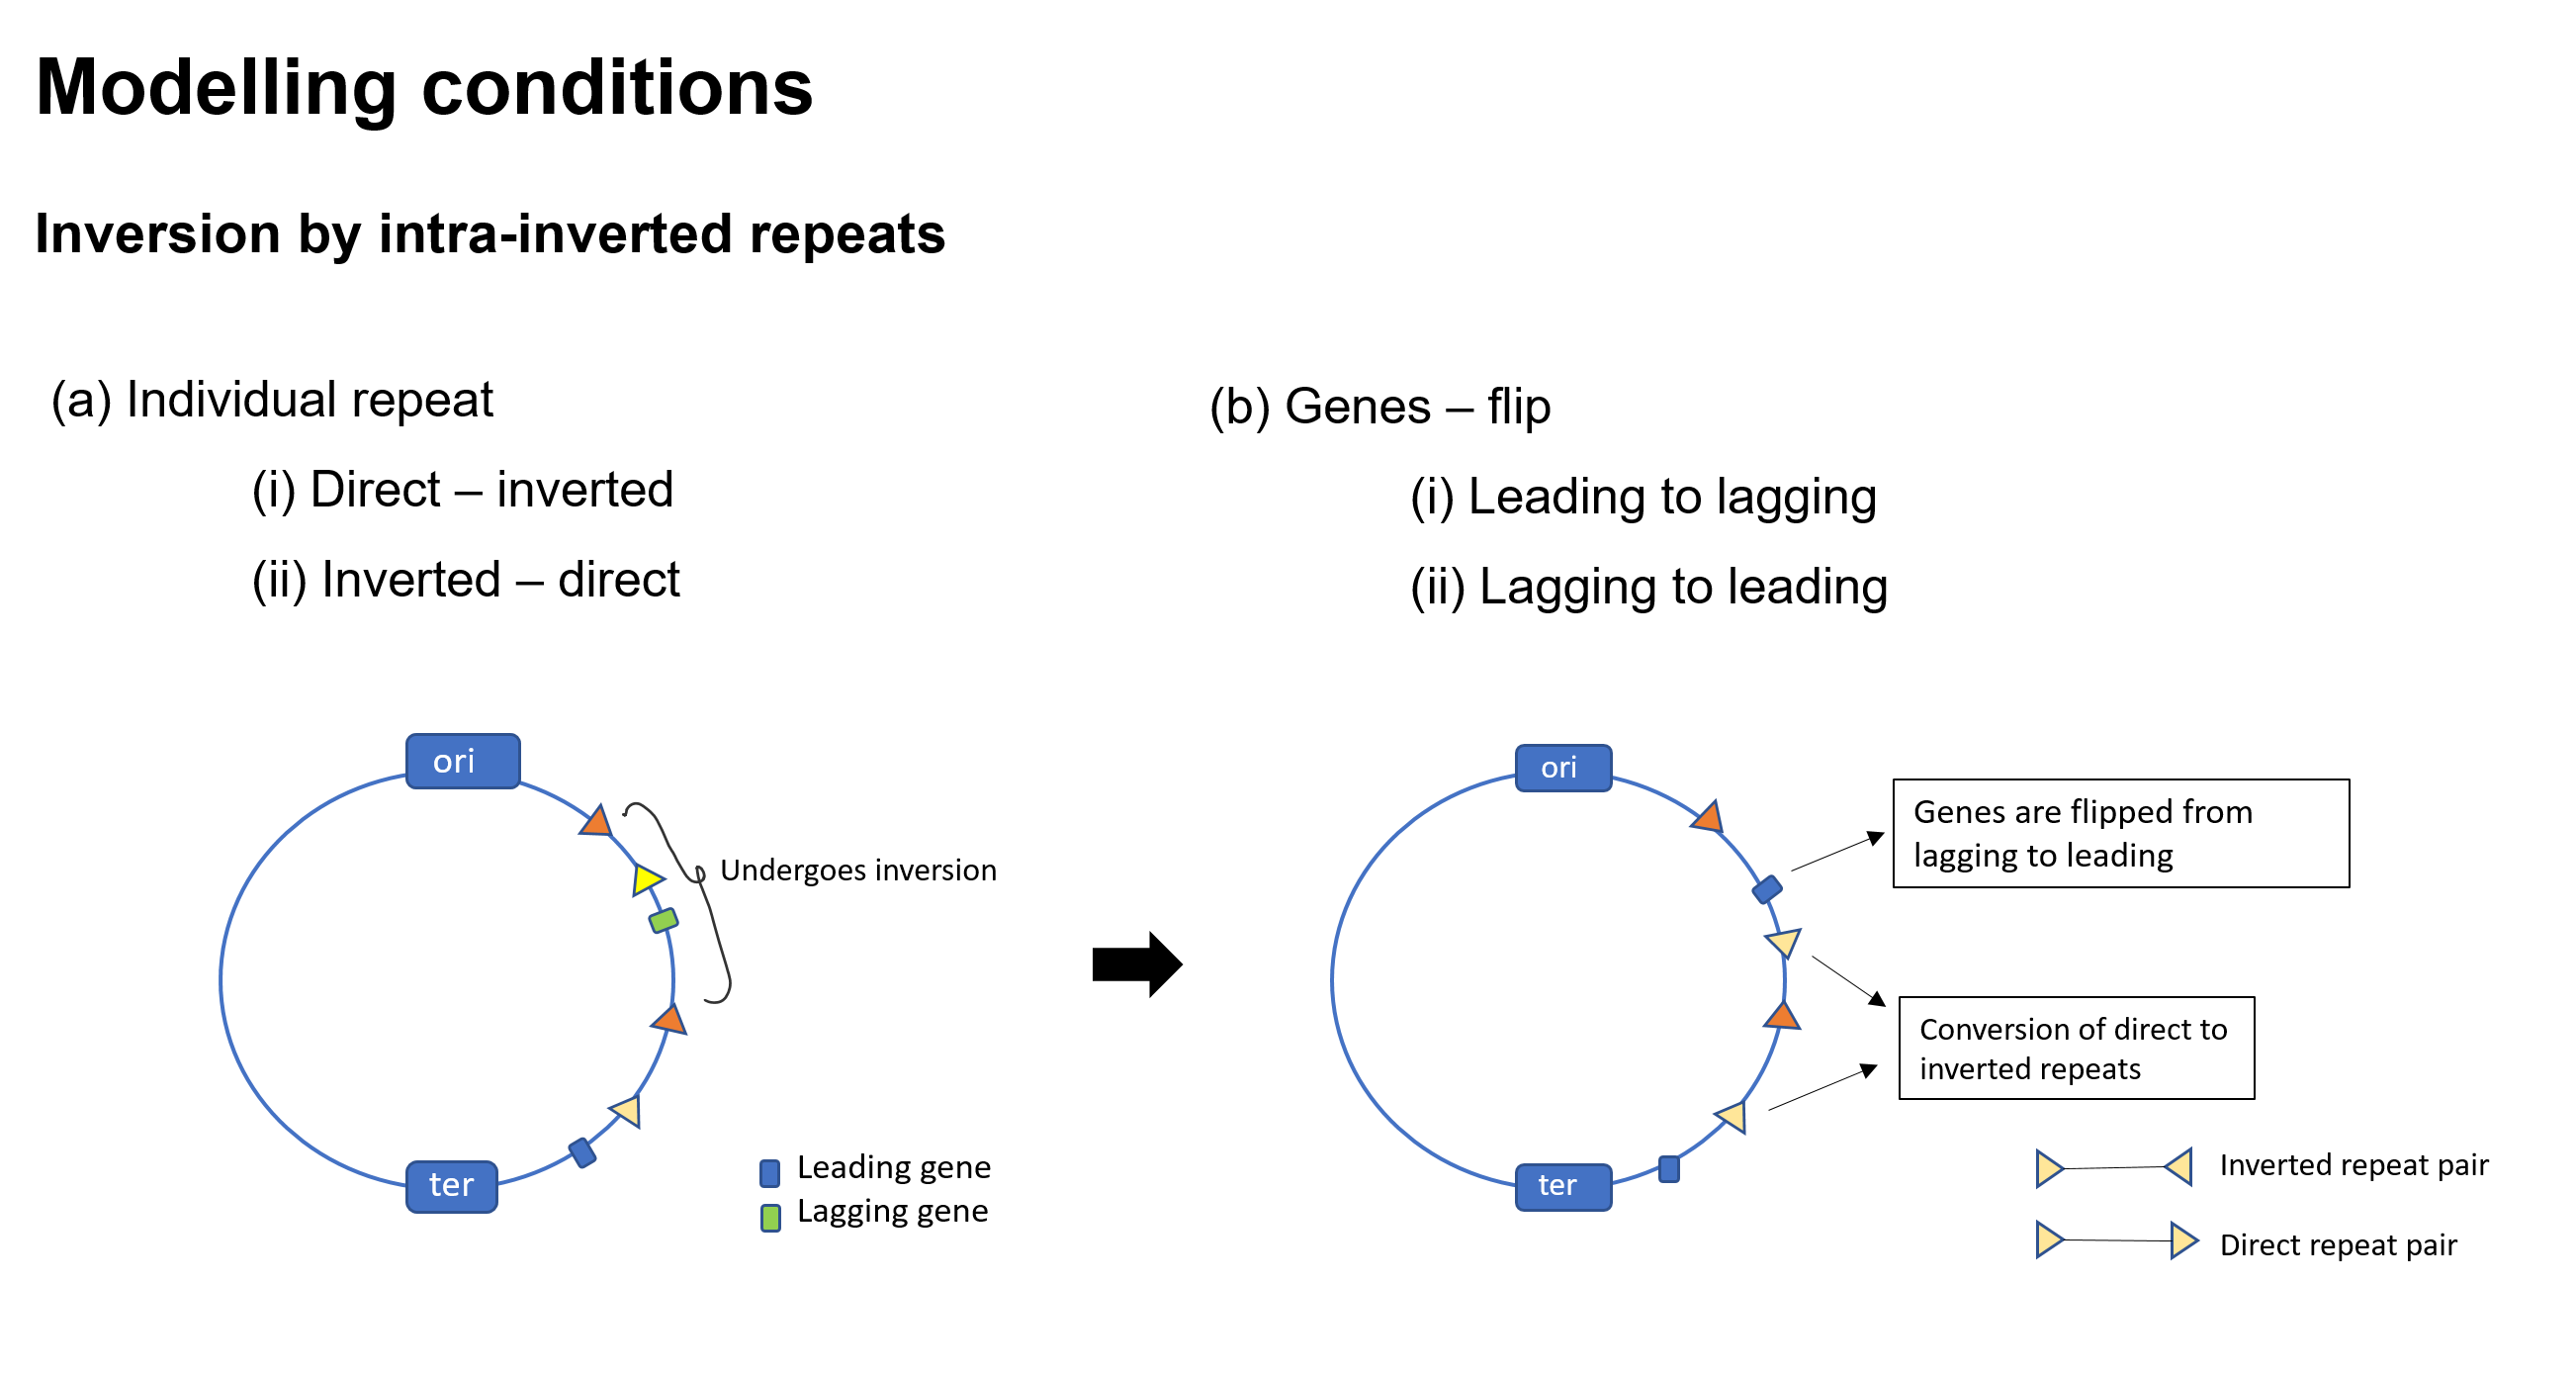 Modelling conditions
Inversion by intra-inverted repeats
(a) Individual repeat
(i) Direct – inverted
(ii) Inverted – direct
(b) Genes – flip
(i) Leading to lagging
(ii) Lagging to leading
ori
Undergoes inversion
ter
Leading gene
Lagging gene
ori
Genes are flipped from
lagging to leading
Conversion of direct to
inverted repeats
ter
Inverted repeat pair
Direct repeat pair